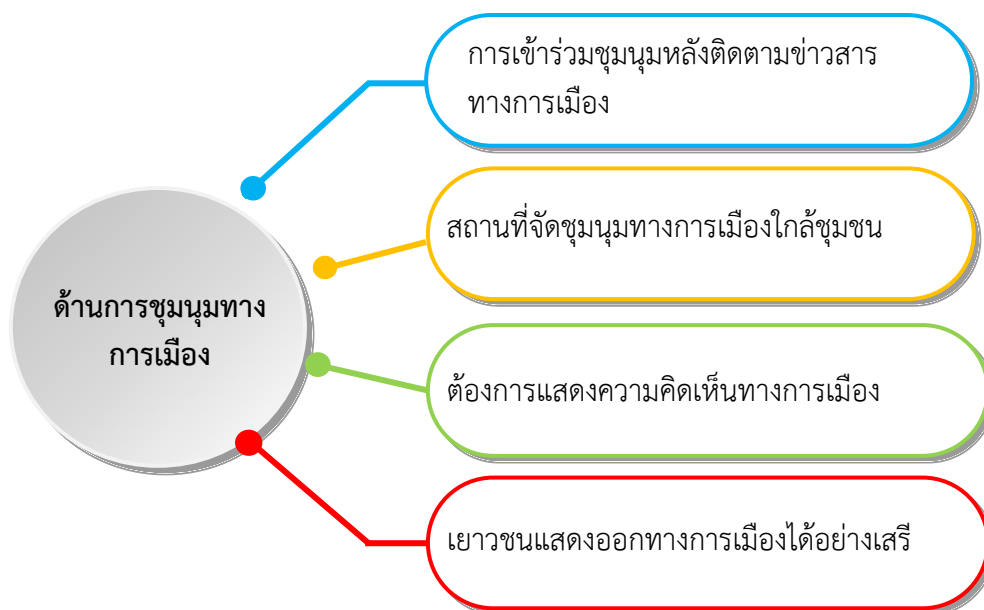 การเข้าร่วมชุมนุมหลังติดตามข่าวสาร
ทางการเมือง
สถานที่จัดชุมนุมทางการเมืองใกล้ชุมชน
ด้านการชุมนุมทาง
การเมือง
ต้องการแสดงความคิดเห็นทางการเมือง
เยาวชนแสดงออกทางการเมืองได้อย่างเสรี